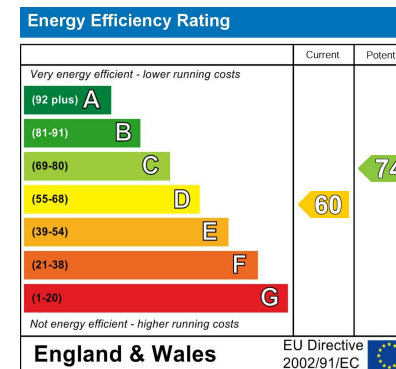 Energy Efficiency Rating
Current Potent
Very energy efficient - lower running costs
(92 plus) A
(81-91) B
(69-80) C
74
(55-68) D
60
(39-54) E
(21-38) F
(1-20) G
Not energy efficient - higher running costs
England & Wales
EU Directive
2002/91/EC